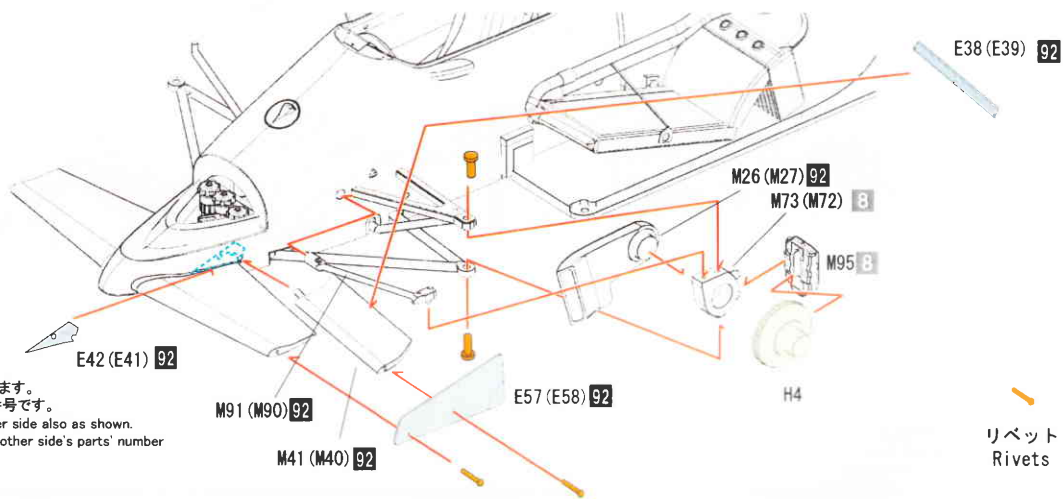 E38(E39) 92
M26(M27) 92
M73(M72) 8
M95 8
E42(E41) 92
ます。
号です。
er side also as shown.
other side's parts' number
M91(M90) 92
M41(M40) 92
E57(E58) 92
H4
リベット
Rivets